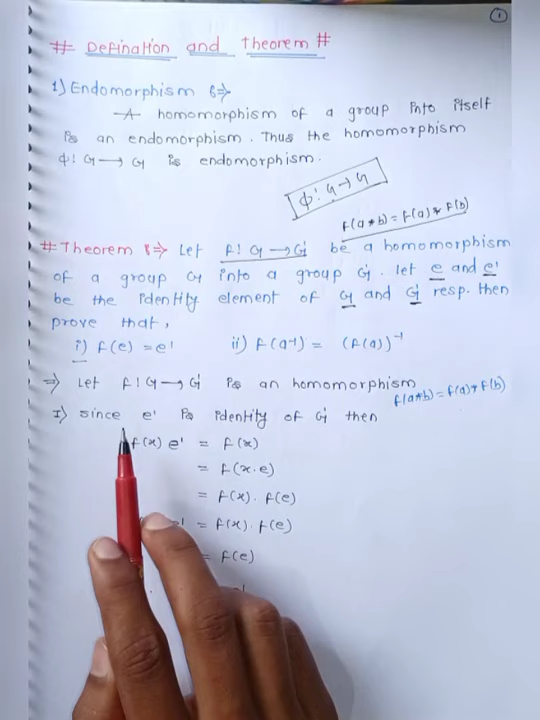 1
# Defination and Theorem #
1) Endomorphism :⇒
A homomorphism of a group into itself
is an endomorphism. Thus the homomorphism
ϕ: G → G is endomorphism.
ϕ: G → G
f(a*b) = f(a) * f(b)
# Theorem :⇒ Let f: G → G' be a homomorphism
of a group G into a group G'. let e and e'
be the identity element of G and G' resp. then
prove that,
i) f(e) = e' ii) f(a-1) = (f(a))-1
⇒ Let f: G → G' is an homomorphism
f(a*b) = f(a) * f(b)
I) since e' is identity of G' then
f(x) e' = f(x)
= f(x.e)
= f(x). f(e)
e' = f(x). f(e)
= f(e)